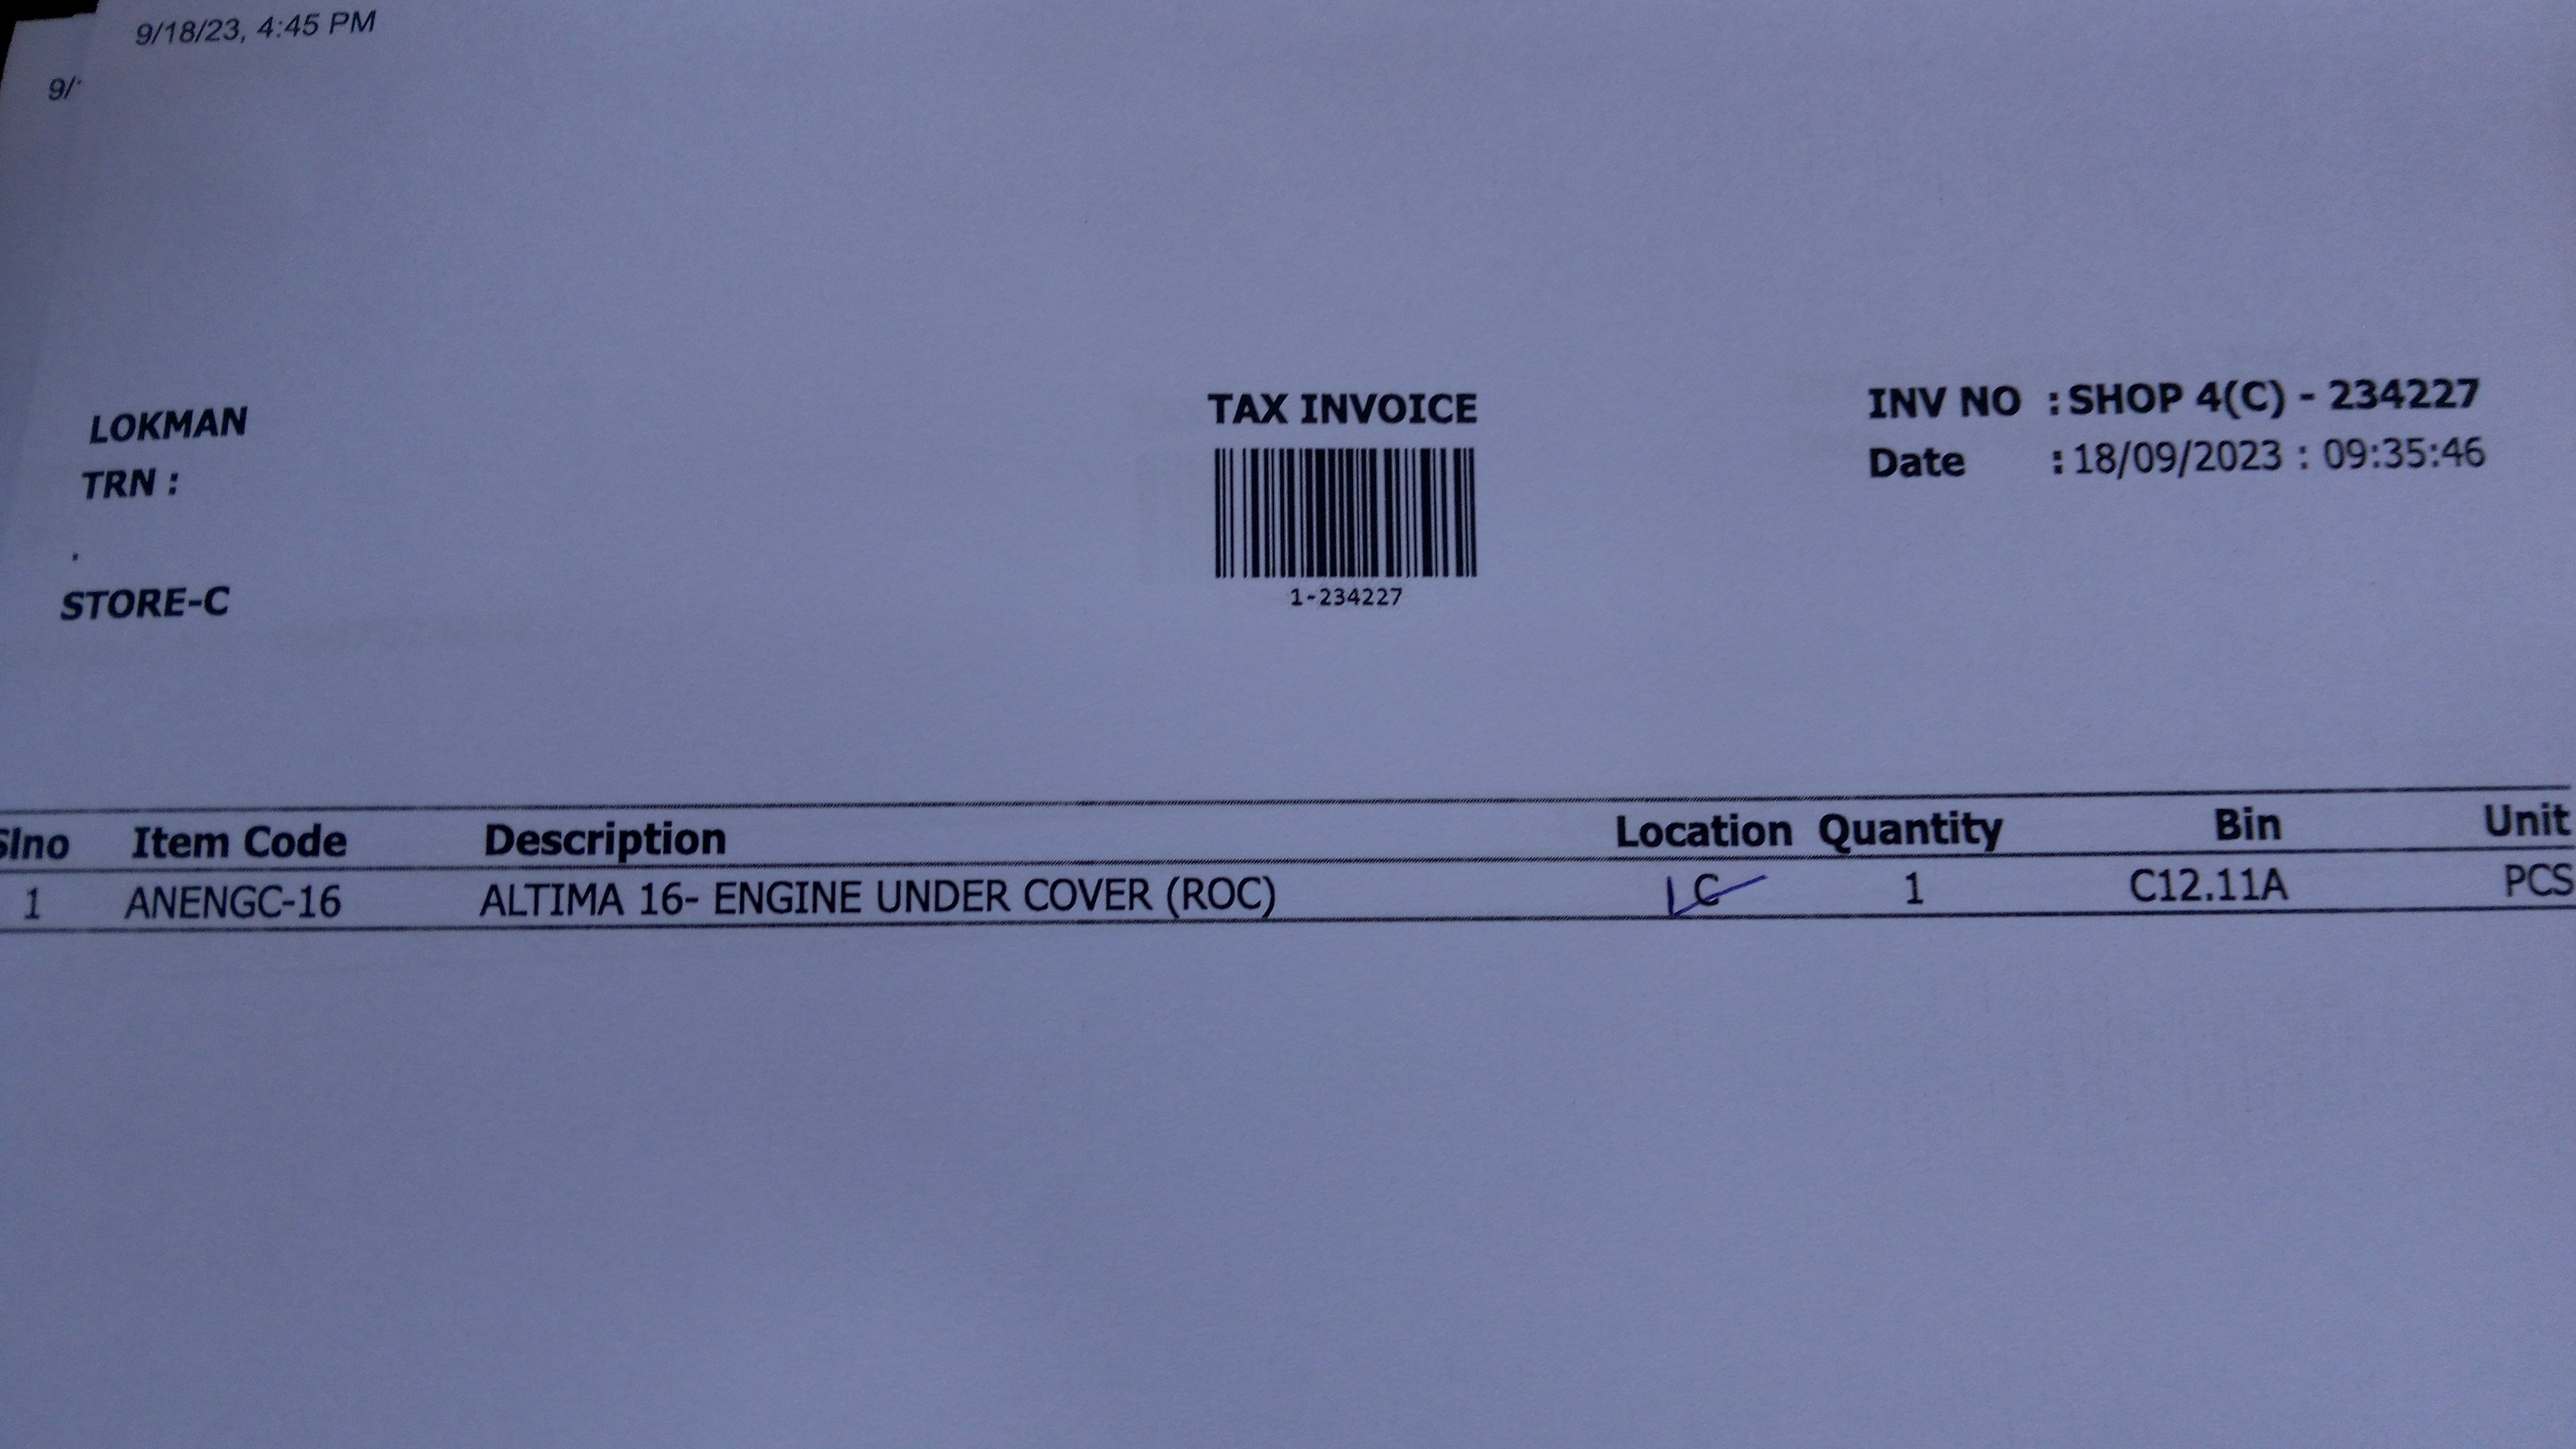 9/18/23, 4:45 PM
9/
LOKMAN
TRN :
.
STORE-C
TAX INVOICE
1-234227
INV NO : SHOP 4(C) - 234227
Date : 18/09/2023 : 09:35:46
Slno Item Code Description Location Quantity Bin Unit
1 ANENGC-16 ALTIMA 16- ENGINE UNDER COVER (ROC) C 1 C12.11A PCS